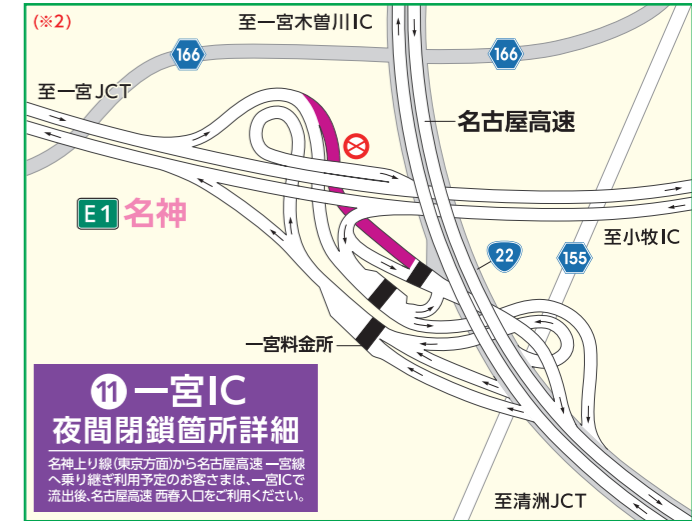 (※2)
至一宮木曽川IC
166
166
至一宮JCT
名古屋高速
E1 名神
至小牧IC
22
155
一宮料金所
⑪一宮IC
夜間閉鎖箇所詳細
名神上り線(東京方面)から名古屋高速 一宮線
へ乗り継ぎ利用予定のお客さまは、一宮ICで
流出後、名古屋高速 西春入口をご利用ください。
至清洲JCT